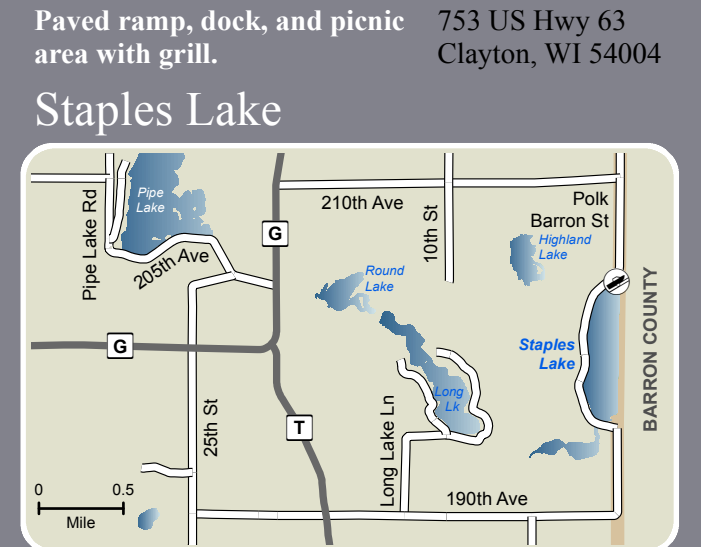 Paved ramp, dock, and picnic
area with grill.
753 US Hwy 63
Clayton, WI 54004
Staples Lake
Pipe Lake Rd
Pipe
Lake
205th Ave
G
210th Ave
10th St
Polk
Barron St
Highland
Lake
Round
Lake
G
Staples
Lake
BARRON COUNTY
Long
Lk
25th St
T
Long Lake Ln
190th Ave
0 0.5
Mile